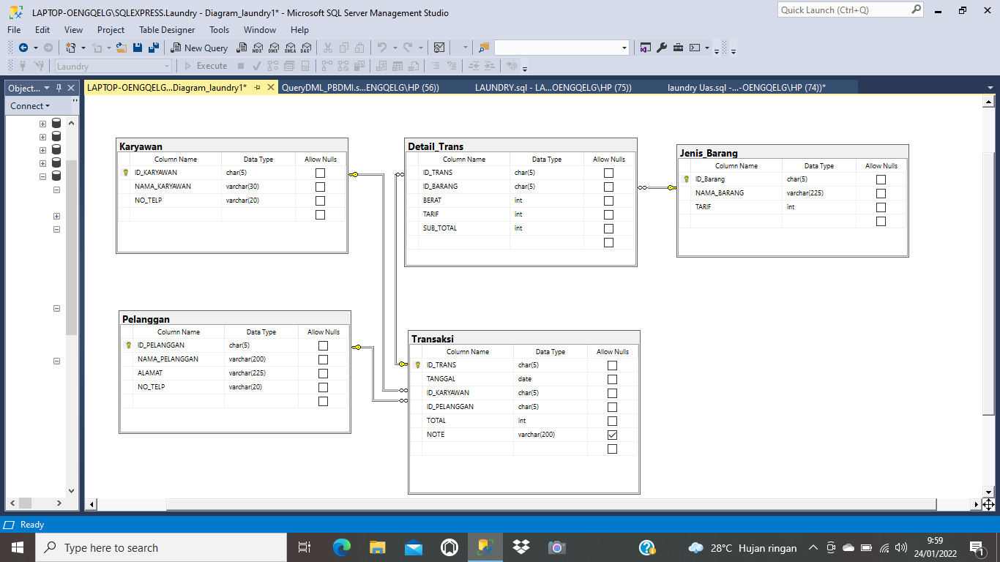 LAPTOP-OENGQELG\SQLEXPRESS.Laundry - Diagram_laundry1* - Microsoft SQL Server Management Studio
Quick Launch (Ctrl+Q)
File Edit View Project Table Designer Tools Window Help
New Query MDX DMX XMLA DAX
Laundry Execute
Object...
LAPTOP-OENGQELG...Diagram_laundry1* QueryDML_PBDMI.s...ENGQELG\HP (56)) LAUNDRY.sql - LA...OENGQELG\HP (75)) laundry Uas.sql -...-OENGQELG\HP (74))*
Connect
Karyawan
Column Name Data Type Allow Nulls
ID_KARYAWAN char(5)
NAMA_KARYAWAN varchar(30)
NO_TELP varchar(20)
Detail_Trans
Column Name Data Type Allow Nulls
ID_TRANS char(5)
ID_BARANG char(5)
BERAT int
TARIF int
SUB_TOTAL int
Jenis_Barang
Column Name Data Type Allow Nulls
ID_Barang char(5)
NAMA_BARANG varchar(225)
TARIF int
Pelanggan
Column Name Data Type Allow Nulls
ID_PELANGGAN char(5)
NAMA_PELANGGAN varchar(200)
ALAMAT varchar(225)
NO_TELP varchar(20)
Transaksi
Column Name Data Type Allow Nulls
ID_TRANS char(5)
TANGGAL date
ID_KARYAWAN char(5)
ID_PELANGGAN char(5)
TOTAL int
NOTE varchar(200)
Ready
Type here to search
28°C Hujan ringan
9:59
24/01/2022
1